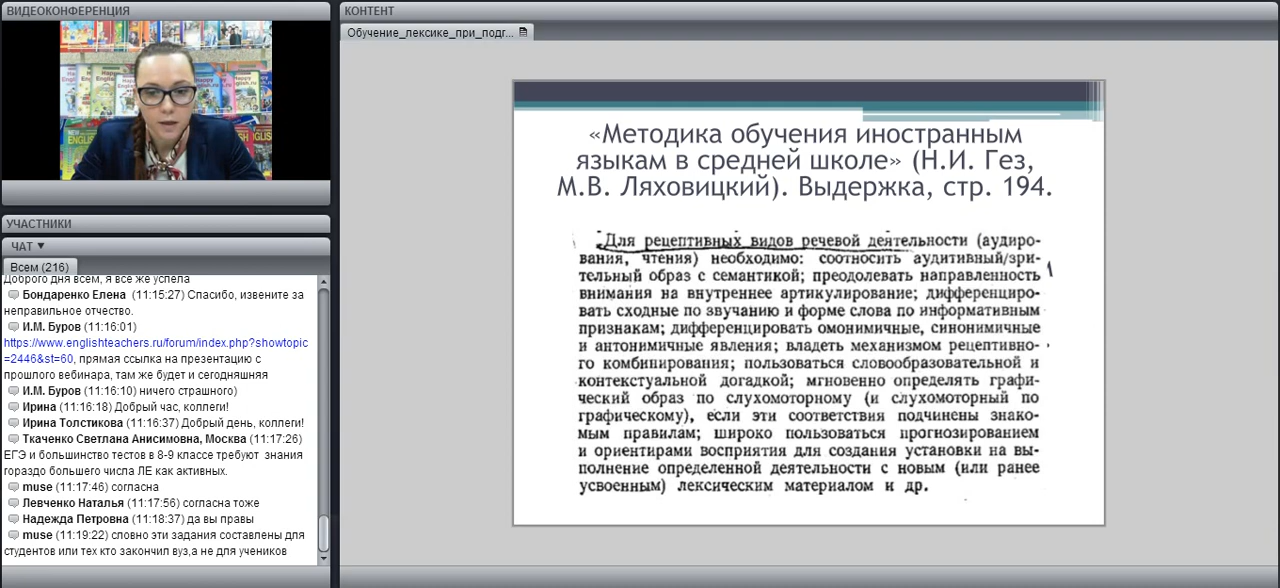 ВИДЕОКОНФЕРЕНЦИЯ
УЧАСТНИКИ
ЧАТ ▼
Всем (216)
Доброго дня всем, я все же успела
Бондаренко Елена (11:15:27) Спасибо, извените за
неправильное отчество.
И.М. Буров (11:16:01)
https://www.englishteachers.ru/forum/index.php?showtopic
=2446&st=60, прямая ссылка на презентацию с
прошлого вебинара, там же будет и сегодняшняя
И.М. Буров (11:16:10) ничего страшного)
Ирина (11:16:18) Добрый час, коллеги!
Ирина Толстикова (11:16:37) Добрый день, коллеги!
Ткаченко Светлана Анисимовна, Москва (11:17:26)
ЕГЭ и большинство тестов в 8-9 классе требуют знания
гораздо большего числа ЛЕ как активных.
muse (11:17:46) согласна
Левченко Наталья (11:17:56) согласна тоже
Надежда Петровна (11:18:37) да вы правы
muse (11:19:22) словно эти задания составлены для
студентов или тех кто закончил вуз,а не для учеников
КОНТЕНТ
Обучение_лексике_при_подг...
«Методика обучения иностранным
языкам в средней школе» (Н.И. Гез,
М.В. Ляховицкий). Выдержка, стр. 194.
Для рецептивных видов речевой деятельности (аудиро-
вания, чтения) необходимо: соотносить аудитивный/зри-
тельный образ с семантикой; преодолевать направленность
внимания на внутреннее артикулирование; дифференциро-
вать сходные по звучанию и форме слова по информативным
признакам; дифференцировать омонимичные, синонимичные
и антонимичные явления; владеть механизмом рецептивно-
го комбинирования; пользоваться словообразовательной и
контекстуальной догадкой; мгновенно определять графи-
ческий образ по слухомоторному (и слухомоторный по
графическому), если эти соответствия подчинены знако-
мым правилам; широко пользоваться прогнозированием
и ориентирами восприятия для создания установки на вы-
полнение определенной деятельности с новым (или ранее
усвоенным) лексическим материалом и др.